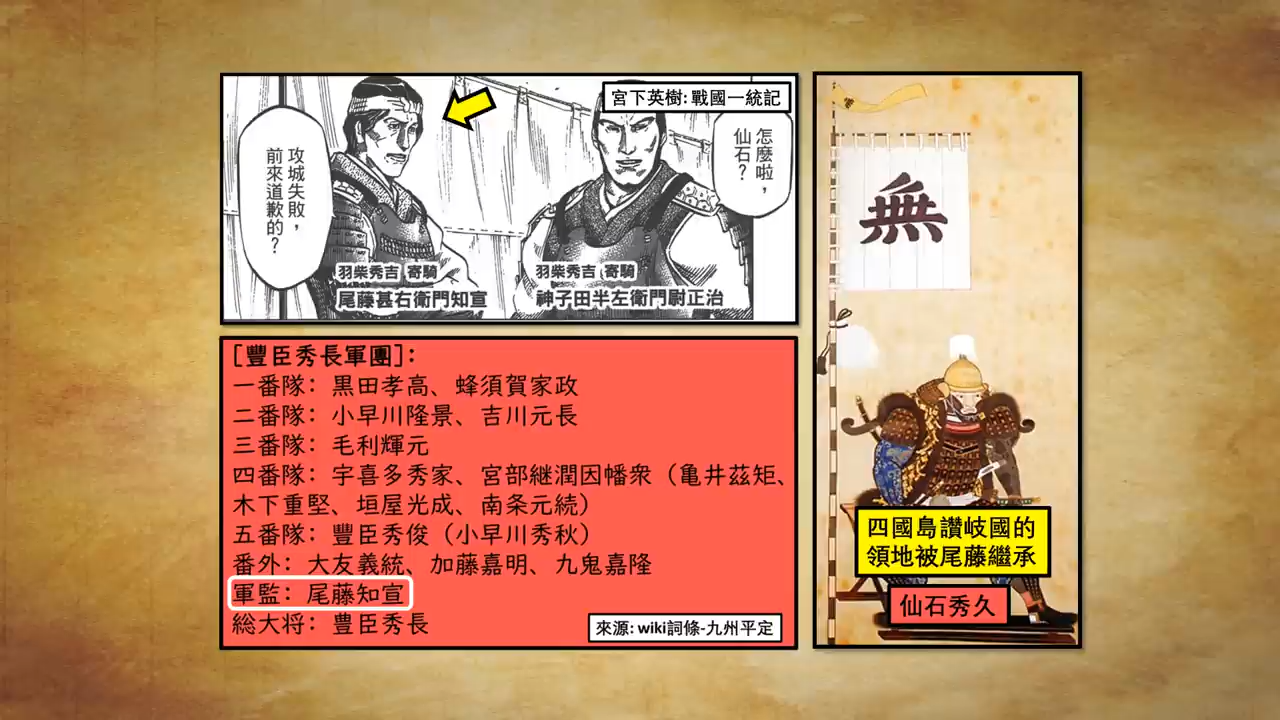 宮下英樹: 戰國一統記
怎麼啦，
仙石？
攻城失敗，
前來道歉的？
羽柴秀吉 寄騎
尾藤甚右衛門知宣
羽柴秀吉 寄騎
神子田半左衛門尉正治
[豐臣秀長軍團]:
一番隊: 黒田孝高、蜂須賀家政
二番隊: 小早川隆景、吉川元長
三番隊: 毛利輝元
四番隊: 宇喜多秀家、宮部継潤因幡衆（亀井茲矩、
木下重堅、垣屋光成、南条元続）
五番隊: 豐臣秀俊（小早川秀秋）
番外: 大友義統、加藤嘉明、九鬼嘉隆
軍監: 尾藤知宣
総大将: 豊臣秀長
來源: wiki詞條-九州平定
無
四國島讚岐國的
領地被尾藤繼承
仙石秀久